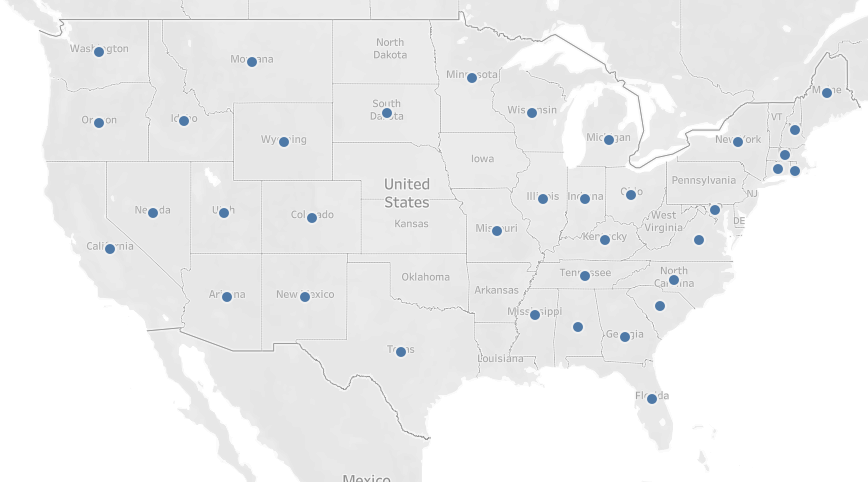 North
Dakota
Washington
Montana
Minnesota
Maine
South
Dakota
Wisconsin
Oregon
Idaho
VT
Wyoming
Michigan
New York
Iowa
Pennsylvania
United
States
Nevada
Utah
Colorado
Kansas
Illinois
Indiana
Ohio
NJ
West
Virginia
DE
Missouri
Kentucky
California
Arizona
New Mexico
Oklahoma
Arkansas
Tennessee
North
Carolina
Mississippi
Georgia
Texas
Louisiana
Florida
Mexico